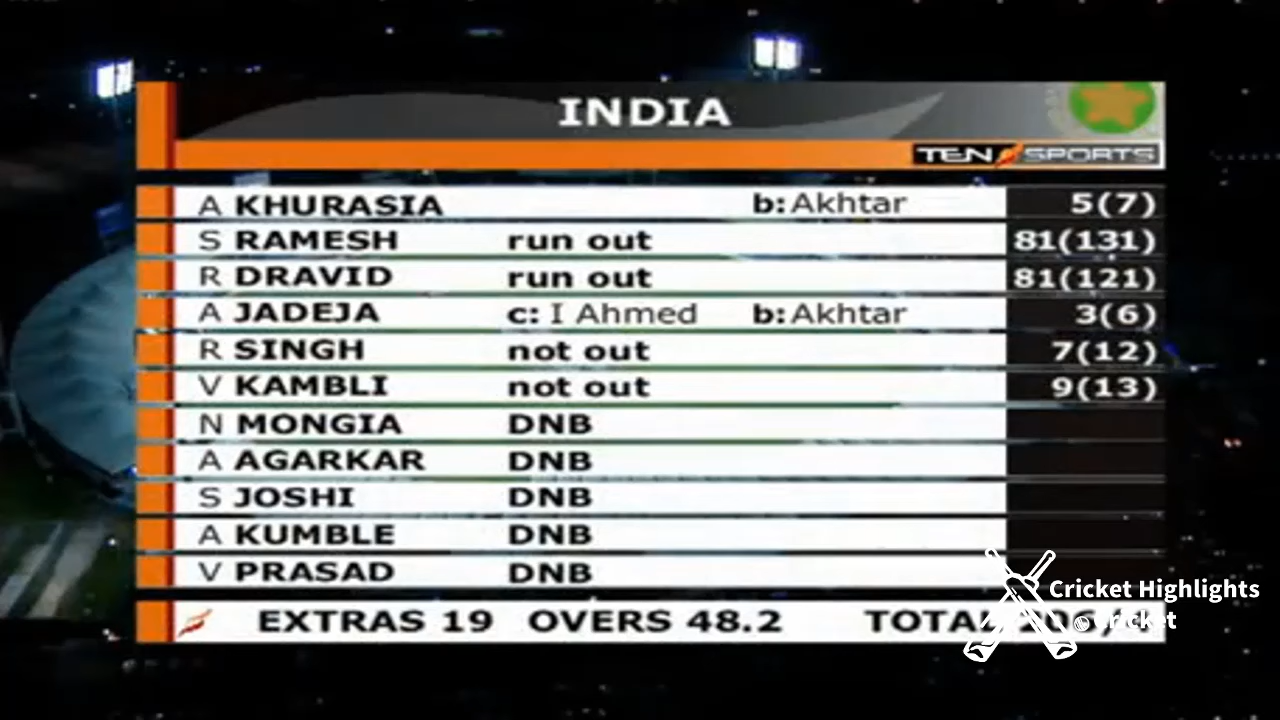 INDIA
TEN SPORTS
A KHURASIA b: Akhtar 5(7)
S RAMESH run out 81(131)
R DRAVID run out 81(121)
A JADEJA c: I Ahmed b: Akhtar 3(6)
R SINGH not out 7(12)
V KAMBLI not out 9(13)
N MONGIA DNB
A AGARKAR DNB
S JOSHI DNB
A KUMBLE DNB
V PRASAD DNB
Cricket Highlights
EXTRAS 19 OVERS 48.2 TOTAL
Cricket